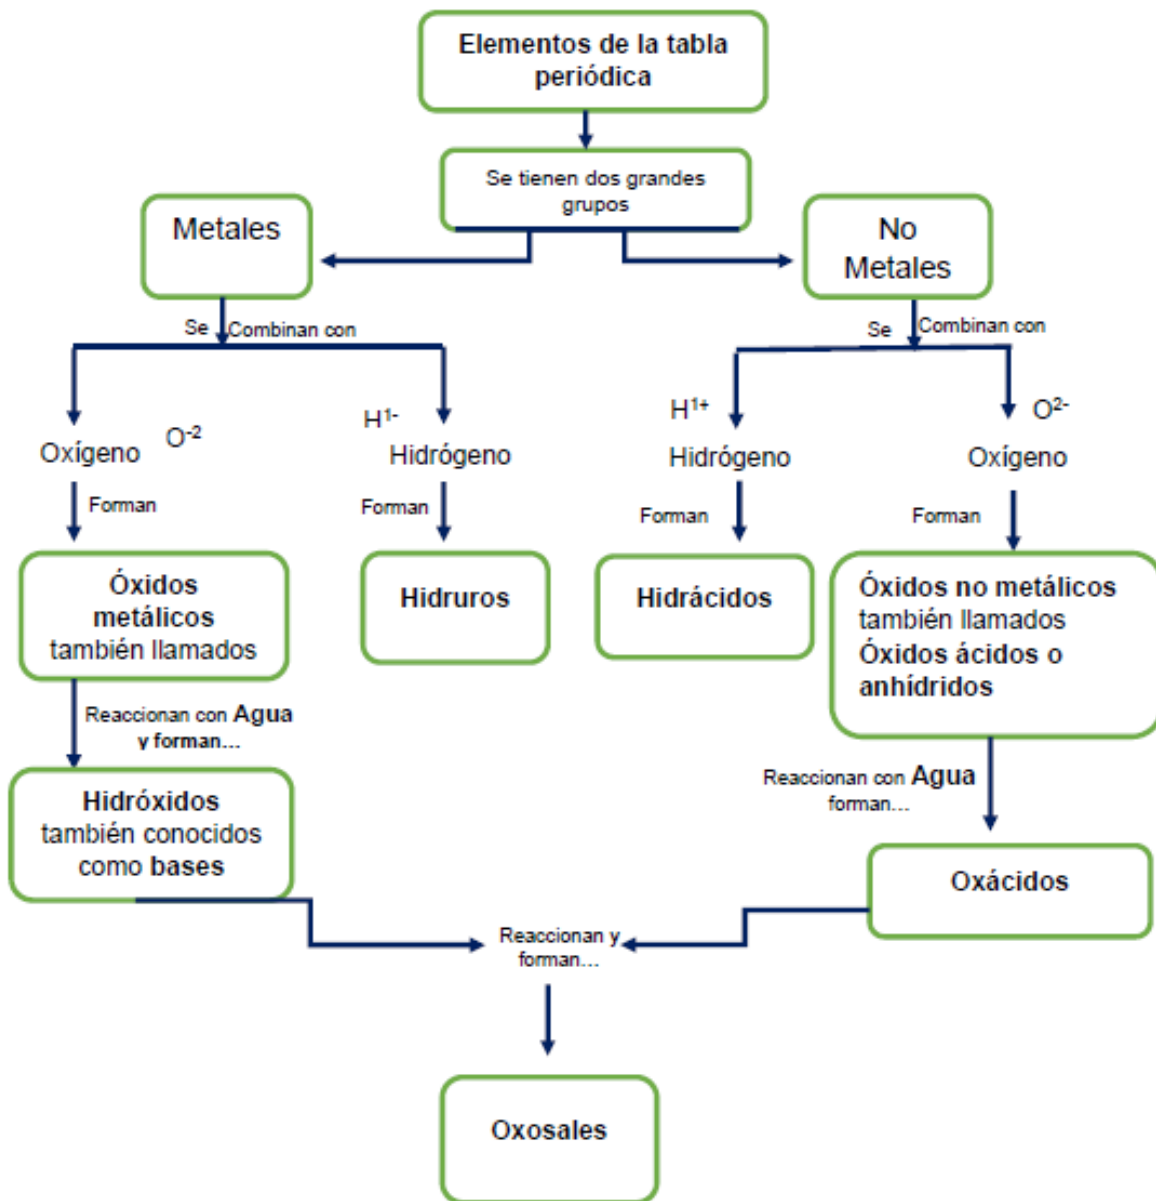 Elementos de la tabla
periódica
Se tienen dos grandes
grupos
Metales
No
Metales
Se Combinan con
Se Combinan con
Oxígeno O⁻²
H¹⁻
Hidrógeno
H¹⁺
Hidrógeno
O²⁻
Oxígeno
Forman
Forman
Forman
Forman
Óxidos
metálicos
también llamados
Hidruros
Hidrácidos
Óxidos no metálicos
también llamados
Óxidos ácidos o
anhídridos
Reaccionan con Agua
y forman...
Reaccionan con Agua
forman...
Hidróxidos
también conocidos
como bases
Oxácidos
Reaccionan y
forman...
Oxosales